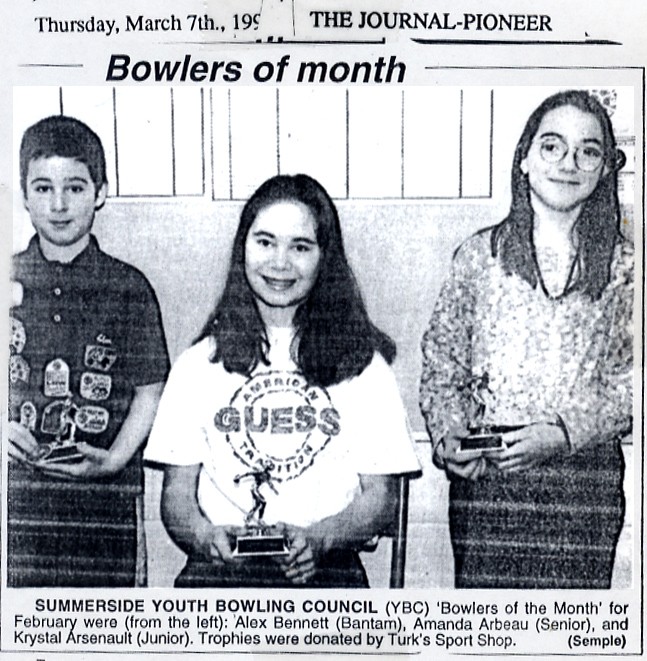 Thursday, March 7th., 199
THE JOURNAL-PIONEER
Bowlers of month
AMERICAN
GUESS
TRADITION
SUMMERSIDE YOUTH BOWLING COUNCIL (YBC) 'Bowlers of the Month' for
February were (from the left): Alex Bennett (Bantam), Amanda Arbeau (Senior), and
Krystal Arsenault (Junior). Trophies were donated by Turk's Sport Shop. (Semple)